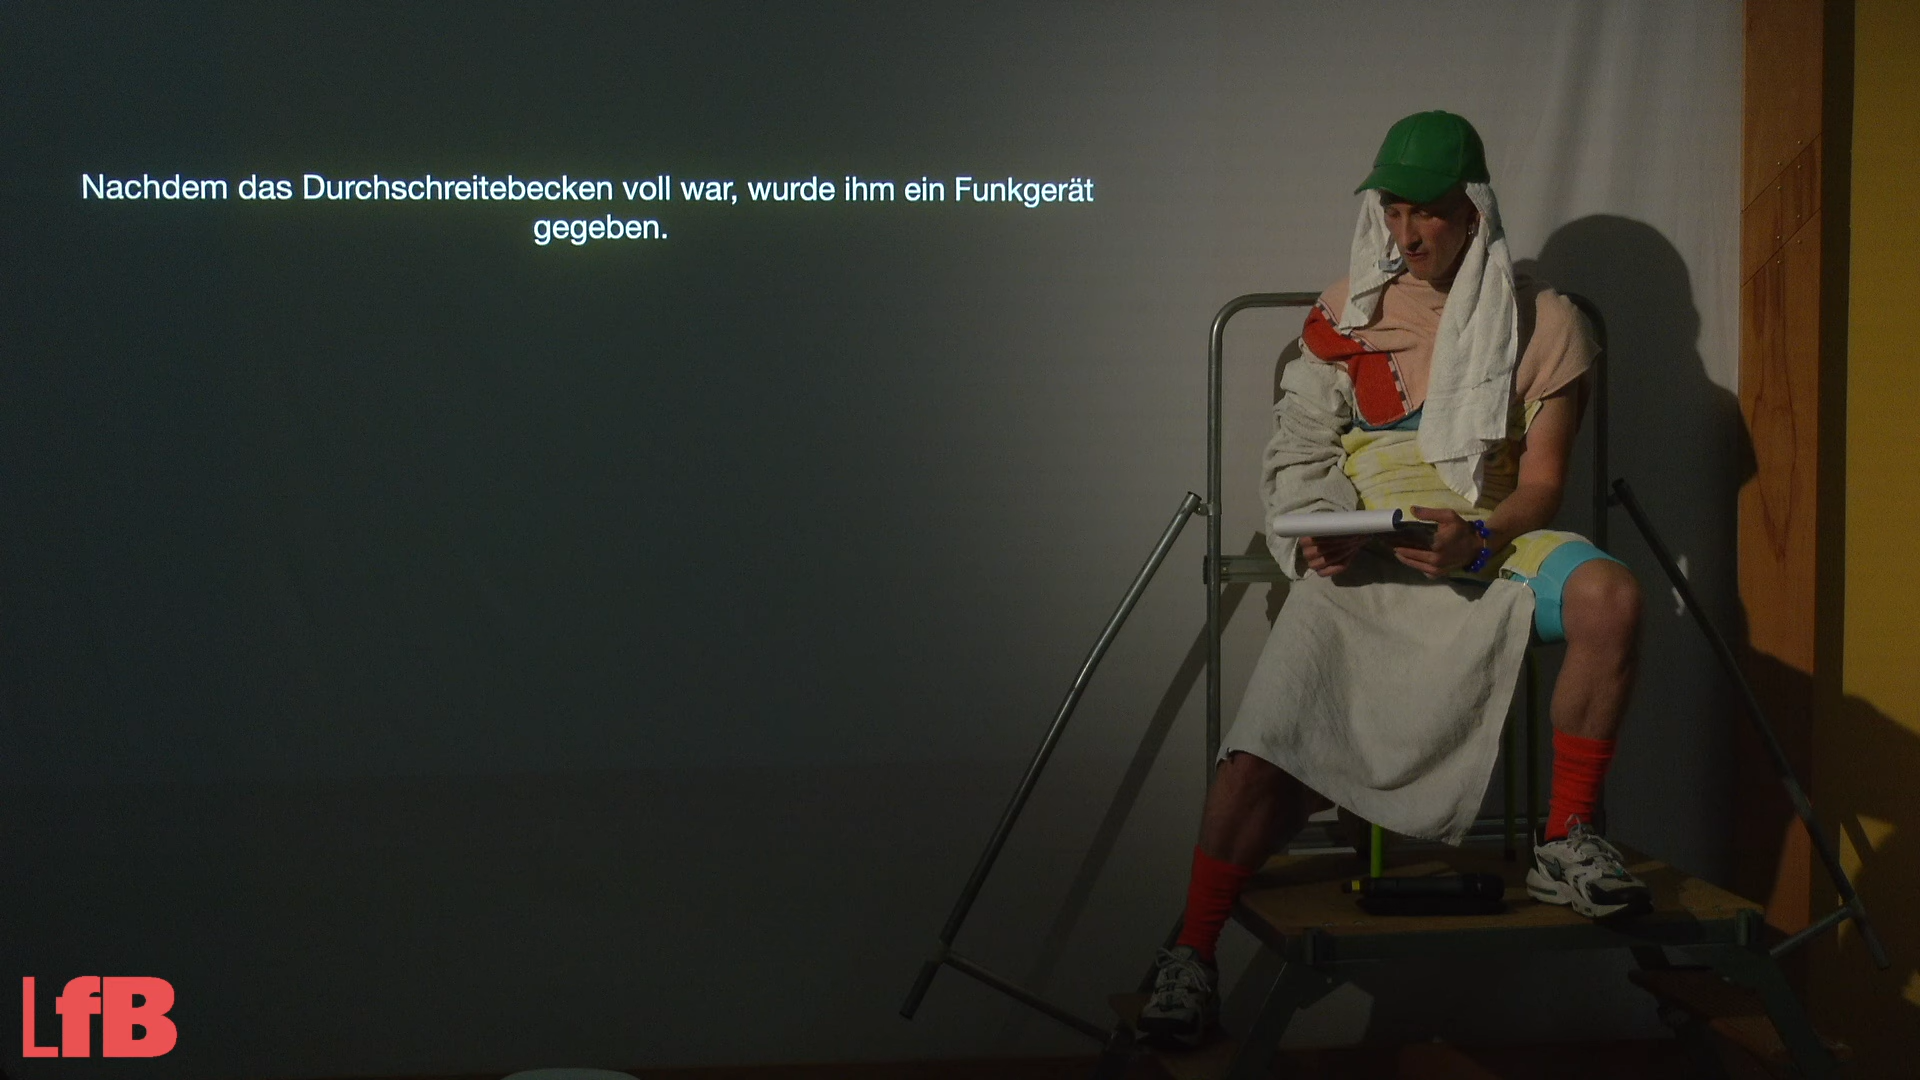 Nachdem das Durchschreitebecken voll war, wurde ihm ein Funkgerät
gegeben.
LfB